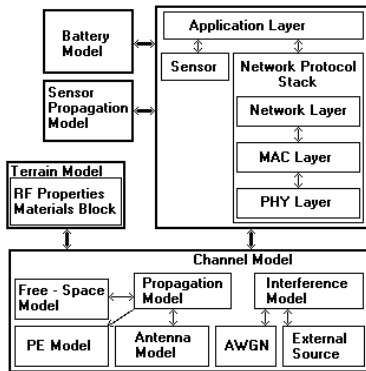 Battery
Model
Application Layer
Sensor
Network Protocol
Stack
Sensor
Propagation
Model
Network Layer
MAC Layer
PHY Layer
Terrain Model
RF Properties
Materials Block
Channel Model
Free - Space
Model
Propagation
Model
Interference
Model
PE Model
Antenna
Model
AWGN
External
Source